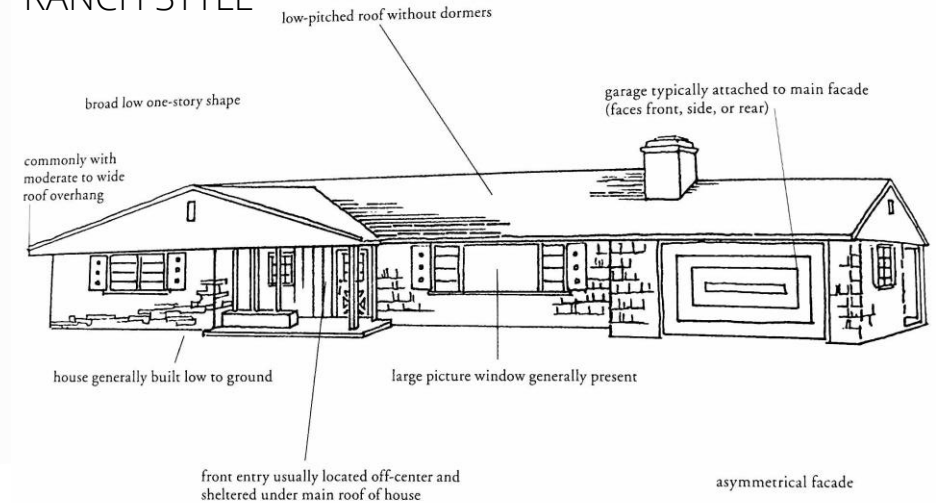 RANCH STYLE
low-pitched roof without dormers
broad low one-story shape
garage typically attached to main facade
(faces front, side, or rear)
commonly with
moderate to wide
roof overhang
house generally built low to ground
large picture window generally present
front entry usually located off-center and
sheltered under main roof of house
asymmetrical facade